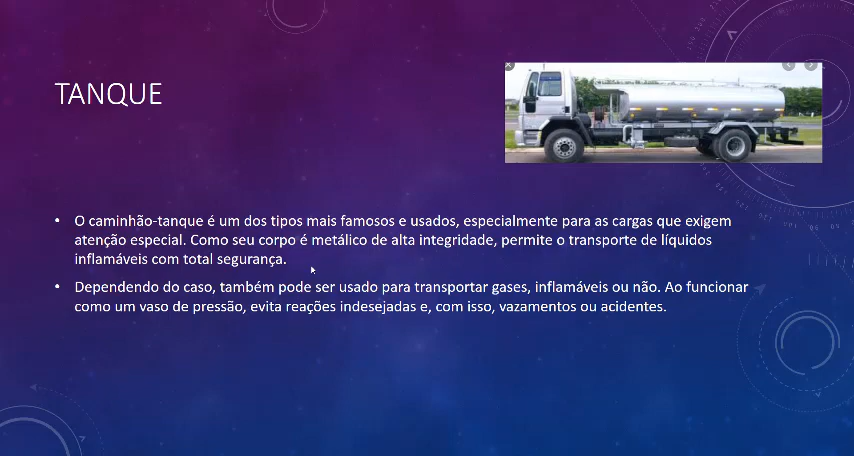 TANQUE
• O caminhão-tanque é um dos tipos mais famosos e usados, especialmente para as cargas que exigem
atenção especial. Como seu corpo é metálico de alta integridade, permite o transporte de líquidos
inflamáveis com total segurança.
• Dependendo do caso, também pode ser usado para transportar gases, inflamáveis ou não. Ao funcionar
como um vaso de pressão, evita reações indesejadas e, com isso, vazamentos ou acidentes.